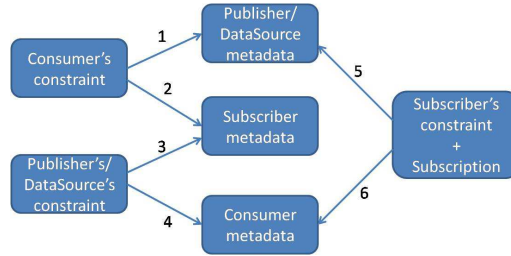 Consumer's
constraint
1
2
Publisher/
DataSource
metadata
5
Subscriber
metadata
Subscriber's
constraint
+
Subscription
Publisher's/
DataSource's
constraint
3
4
Consumer
metadata
6